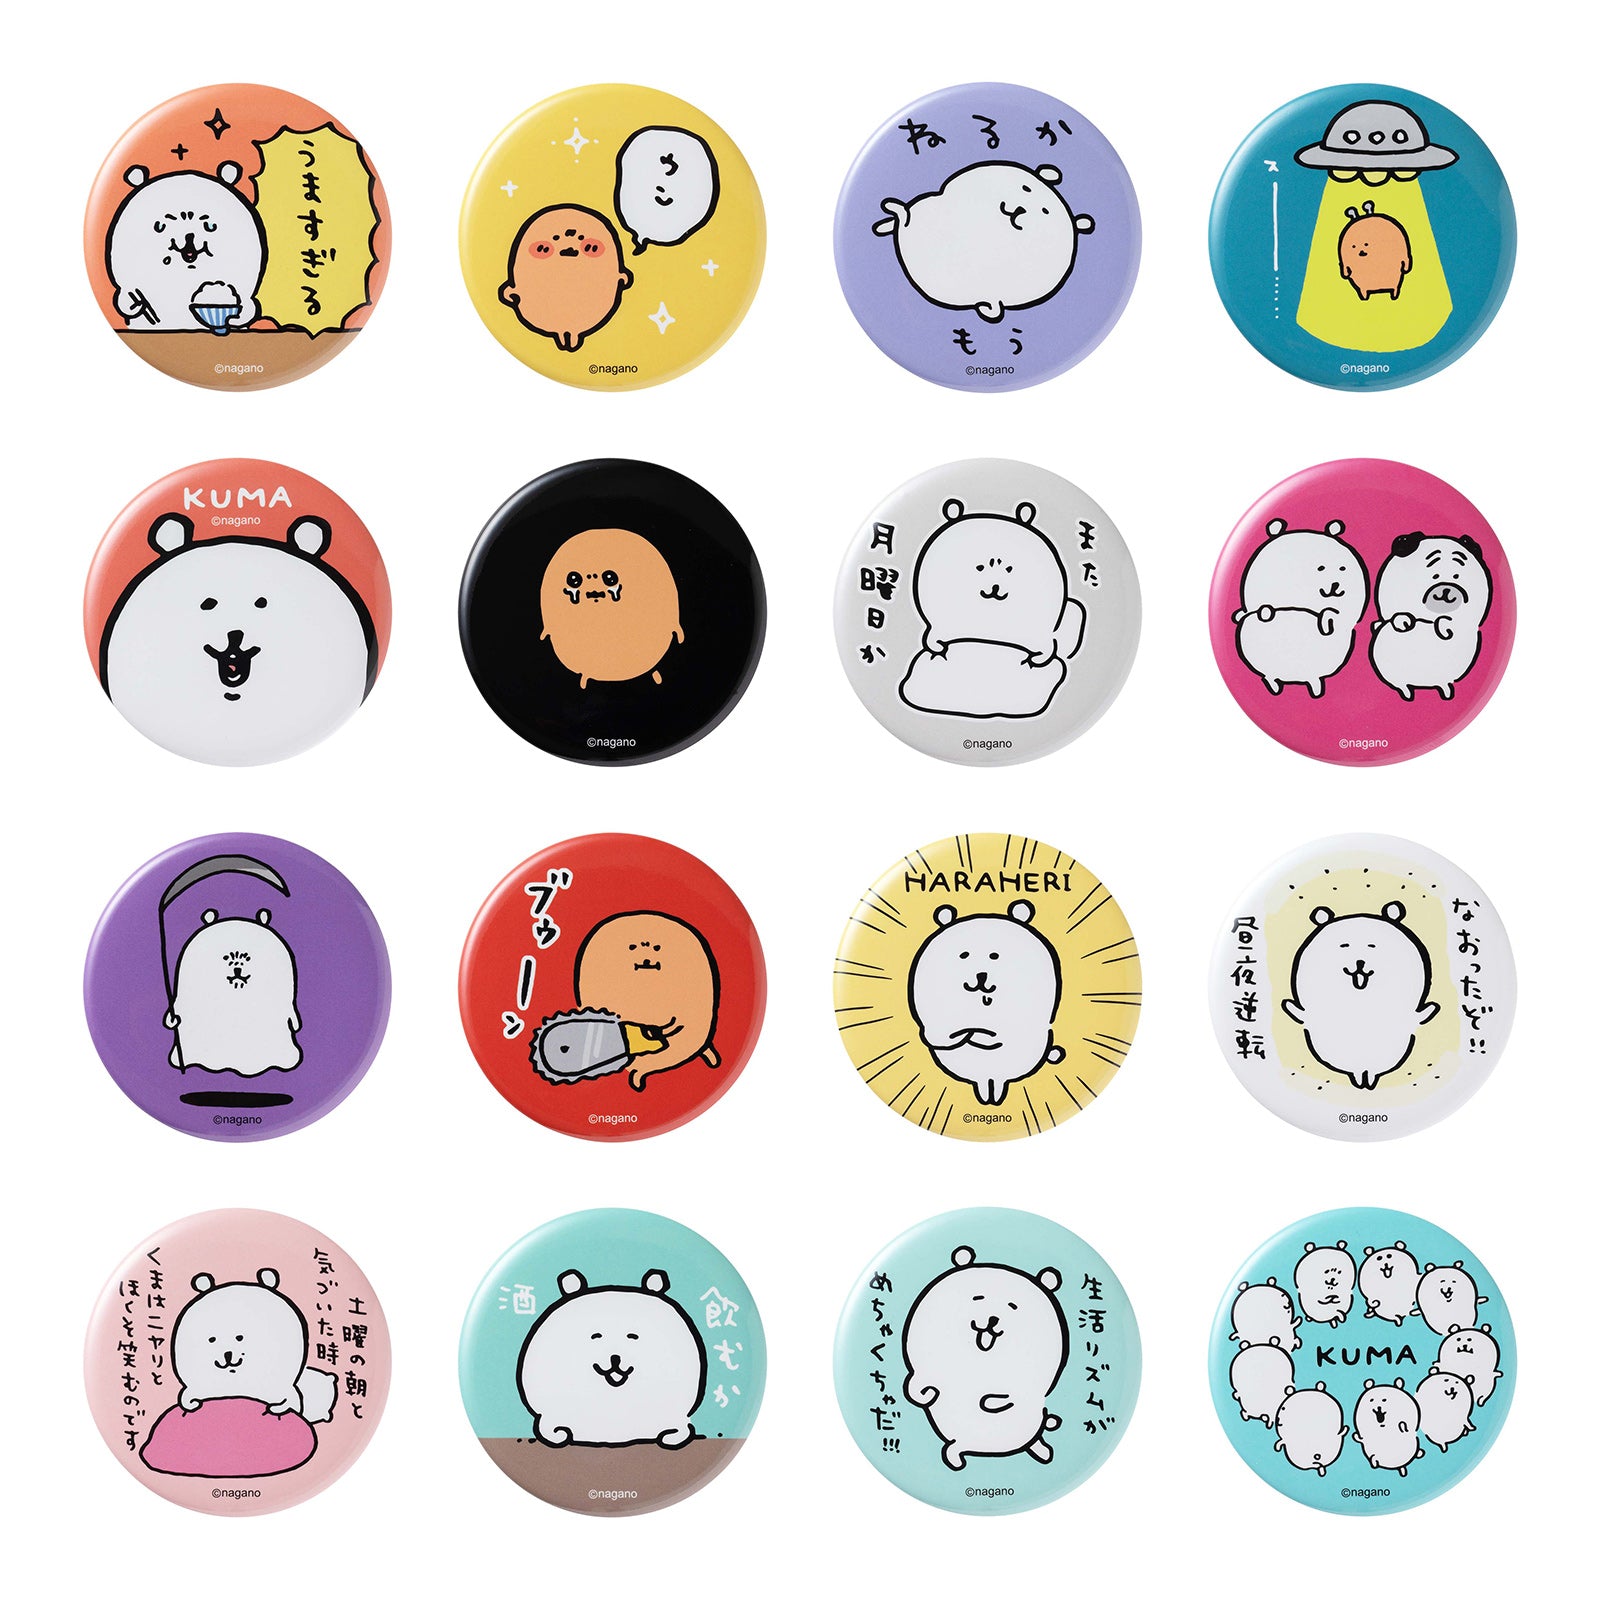 うますぎる
©nagano
サこ
©nagano
ねるか
もう
©nagano
スー……
©nagano
KUMA
©nagano
©nagano
また
月曜日か
©nagano
©nagano
©nagano
ブゥーン
©nagano
HARAHERI
©nagano
なおったぞ!!
昼夜逆転
©nagano
土曜の朝と
気づいた時
くまはニヤリと
ほくそ笑むのです
©nagano
酒
飲むか
©nagano
生活リズムが
めちゃくちゃだ!!!
©nagano
KUMA
©nagano